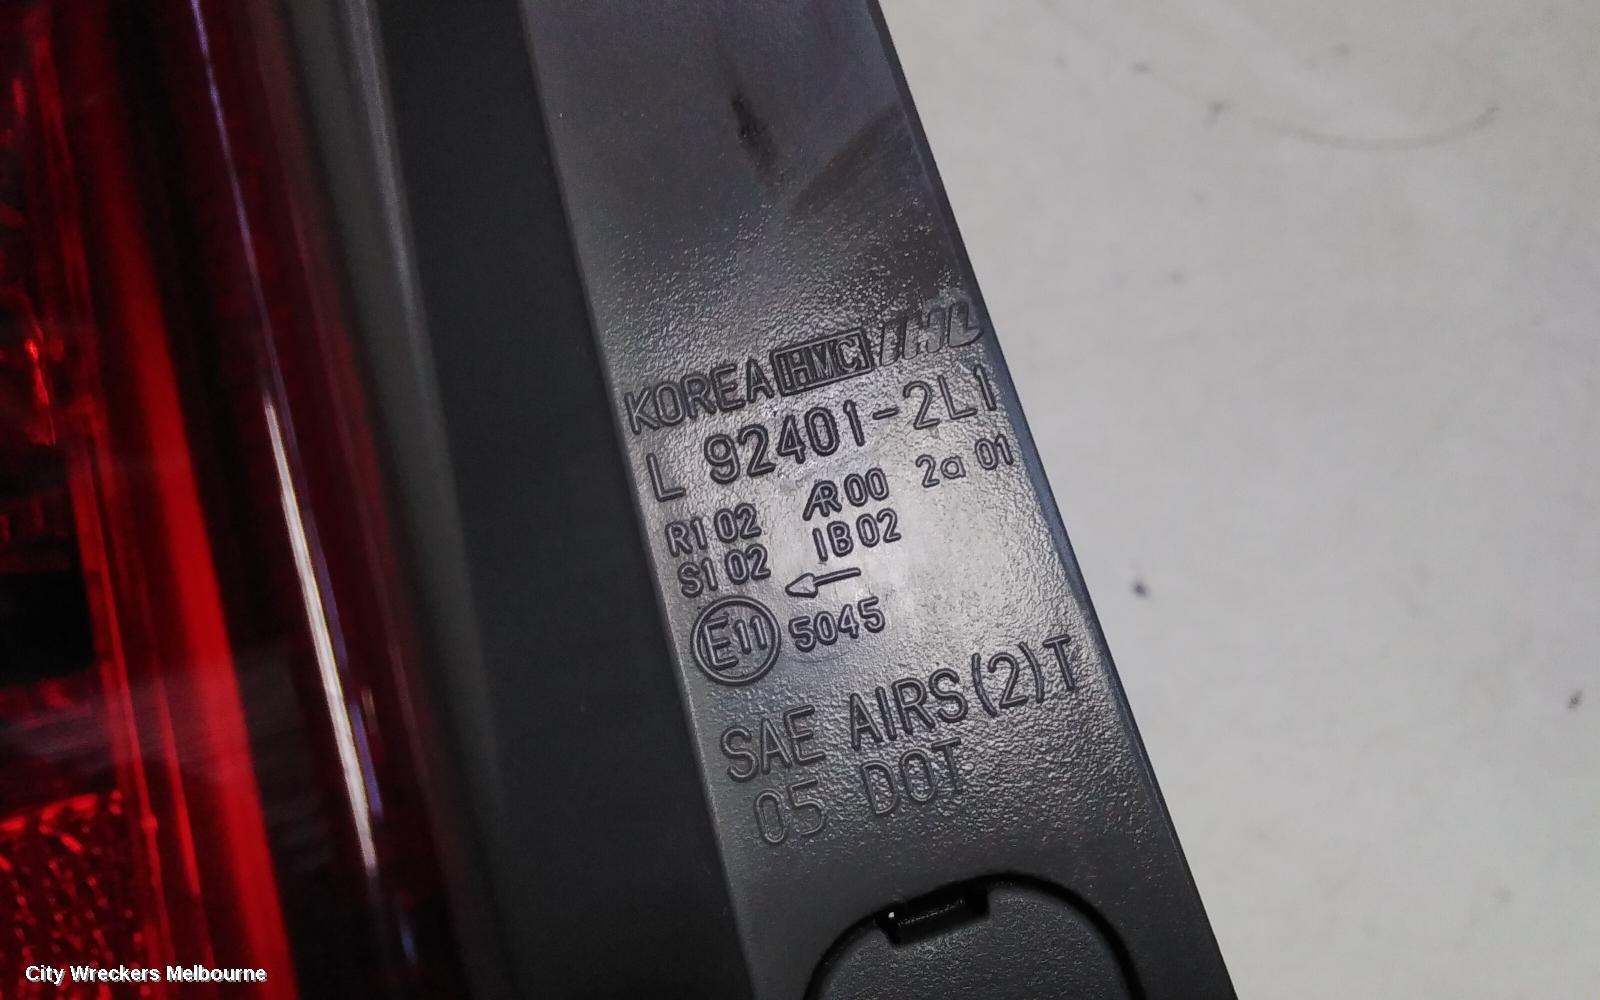 KOREA HMC IHL
L 92401-2L1
R1 02 AR 00 2a 01
S1 02 IB 02
E11 5045
SAE AIRS(2)T
05 DOT
City Wreckers Melbourne